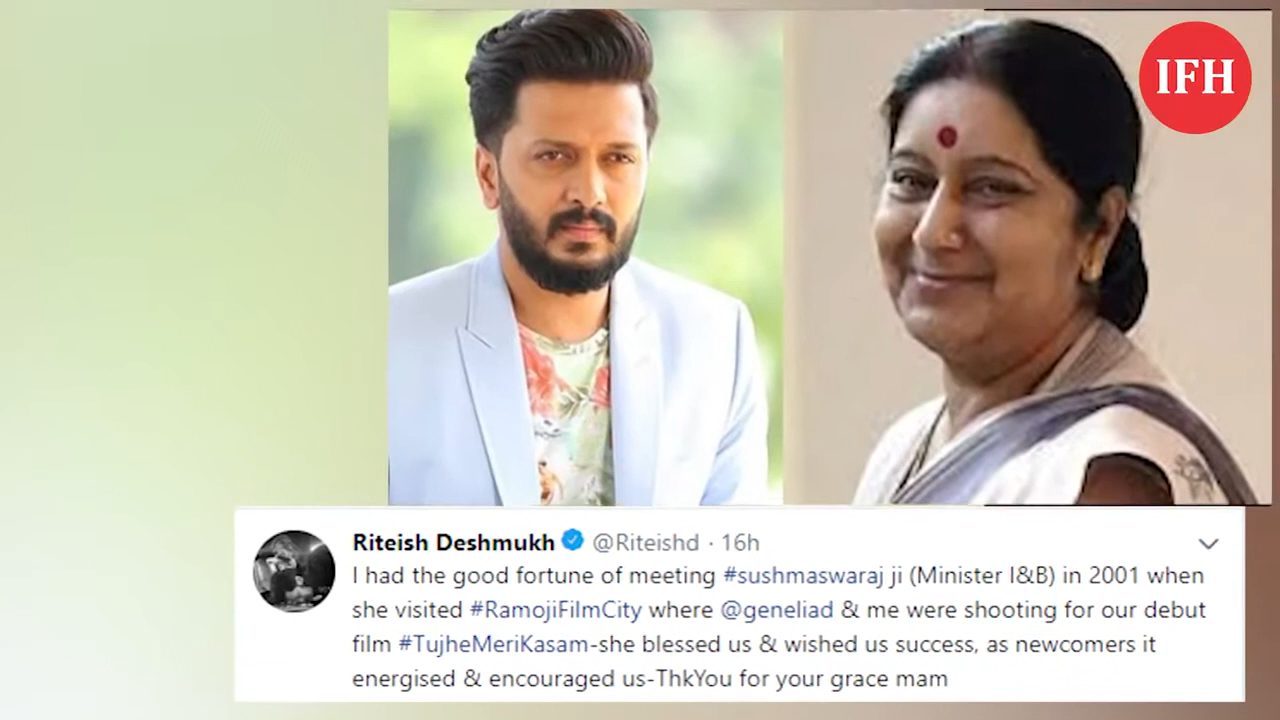 IFH
Riteish Deshmukh @Riteishd · 16h
I had the good fortune of meeting #sushmaswaraj ji (Minister I&B) in 2001 when
she visited #RamojiFilmCity where @geneliad & me were shooting for our debut
film #TujheMeriKasam-she blessed us & wished us success, as newcomers it
energised & encouraged us-ThkYou for your grace mam